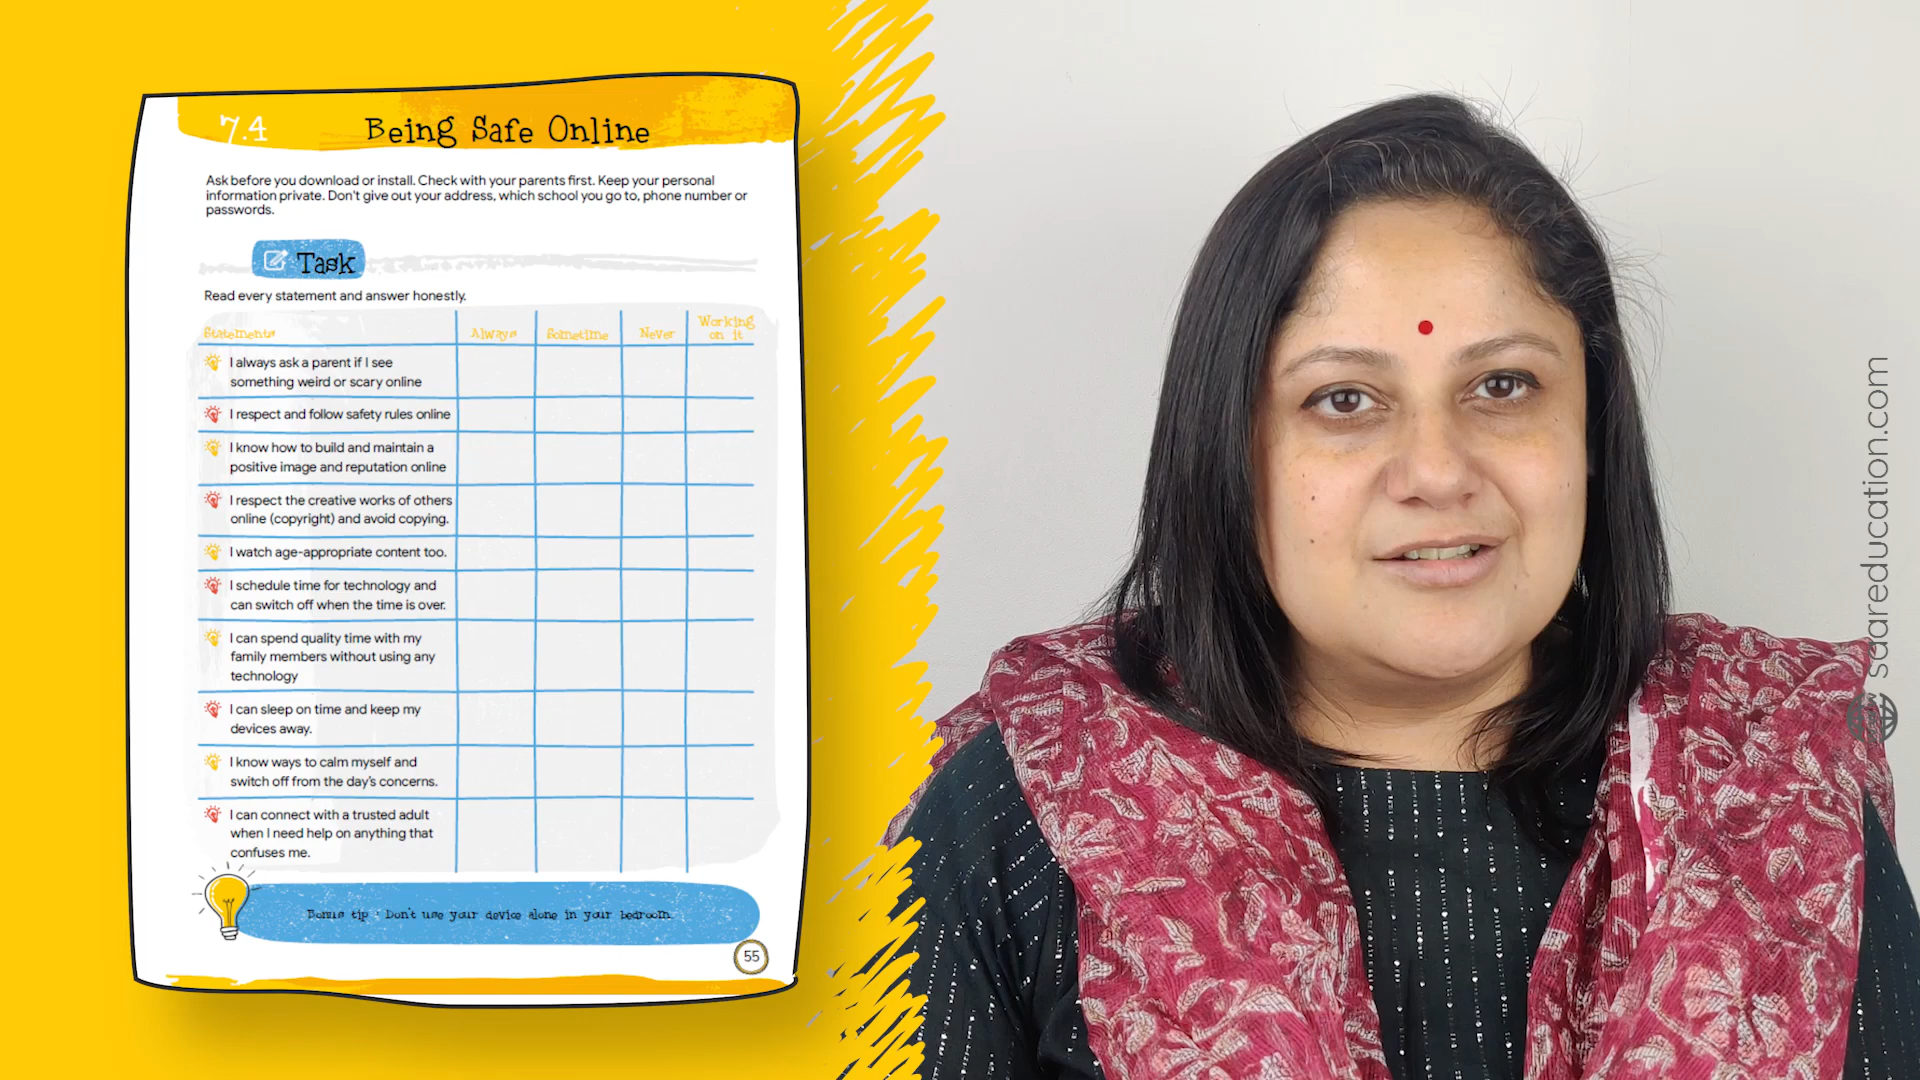 7.4 Being Safe Online
Ask before you download or install. Check with your parents first. Keep your personal
information private. Don't give out your address, which school you go to, phone number or
passwords.
Task
Read every statement and answer honestly.
Statements Always Sometime Never Working on it
I always ask a parent if I see
something weird or scary online
I respect and follow safety rules online
I know how to build and maintain a
positive image and reputation online
I respect the creative works of others
online (copyright) and avoid copying.
I watch age-appropriate content too.
I schedule time for technology and
can switch off when the time is over.
I can spend quality time with my
family members without using any
technology
I can sleep on time and keep my
devices away.
I know ways to calm myself and
switch off from the day's concerns.
I can connect with a trusted adult
when I need help on anything that
confuses me.
Bonus tip : Don't use your device alone in your bedroom.
55
saareducation.com